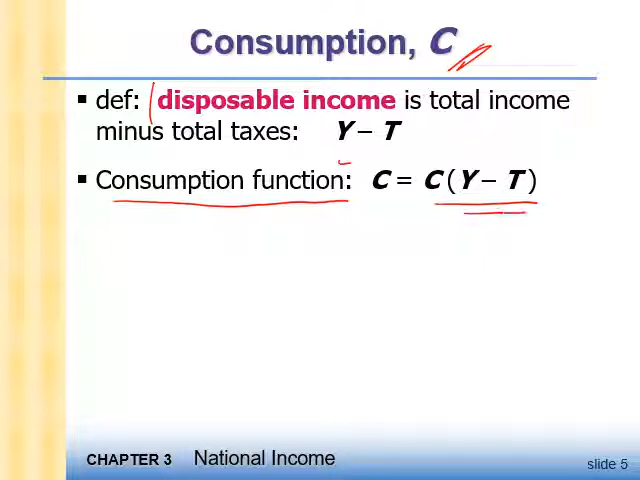 Consumption, C
▪ def: disposable income is total income
minus total taxes: Y – T
▪ Consumption function: C = C (Y – T )
CHAPTER 3 National Income
slide 5